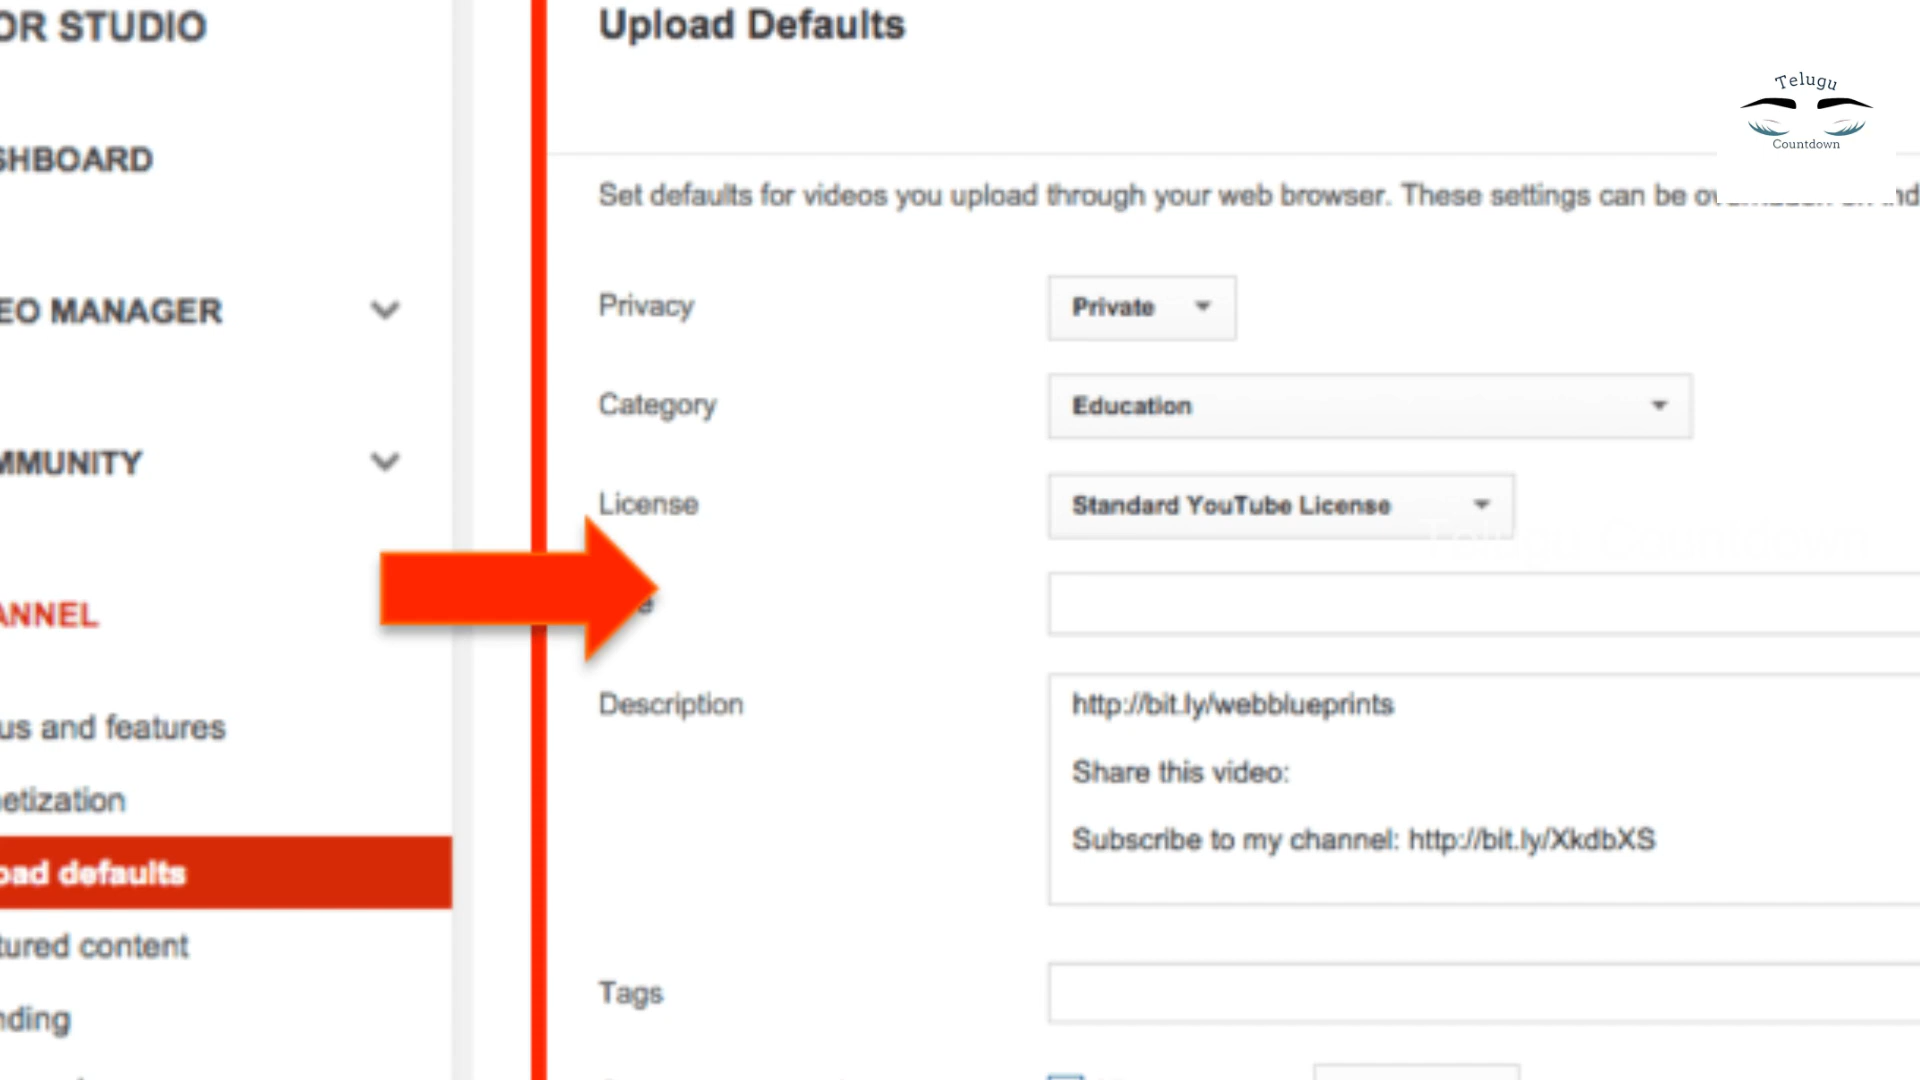 OR STUDIO
SHBOARD
EO MANAGER
MMUNITY
ANNEL
us and features
etization
oad defaults
tured content
nding
Upload Defaults
Telugu
Countdown
Set defaults for videos you upload through your web browser. These settings can be
Privacy
Private
Category
Education
License
Standard YouTube License
Telugu Countdown
Description
http://bit.ly/webblueprints
Share this video:
Subscribe to my channel: http://bit.ly/XkdbXS
Tags